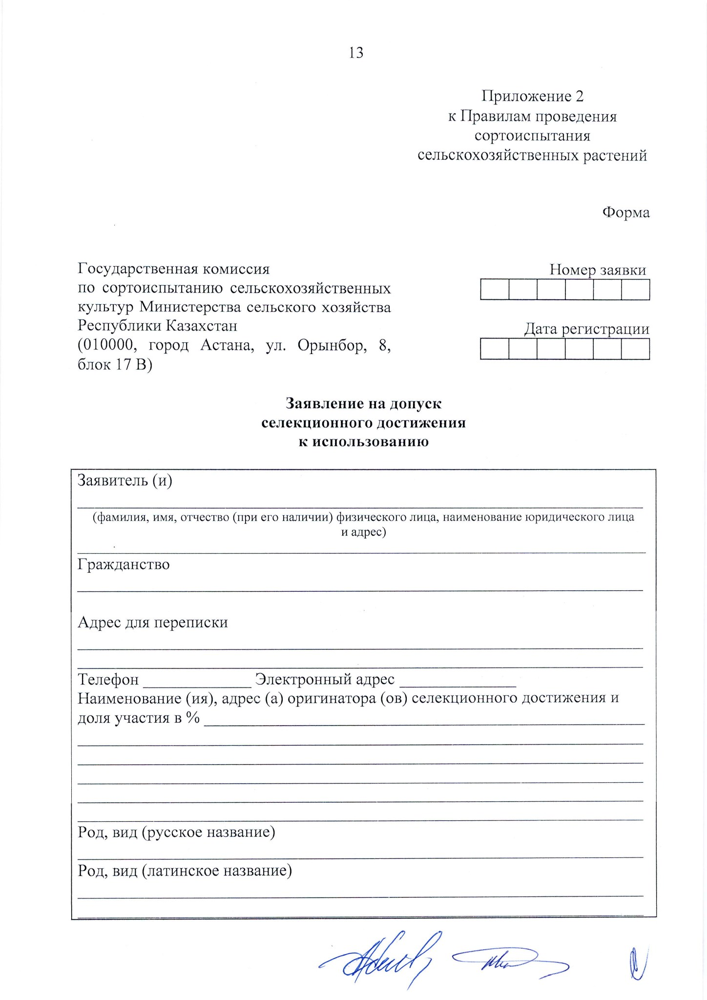 13
Приложение 2
к Правилам проведения
сортоиспытания
сельскохозяйственных растений
Форма
Государственная комиссия
по сортоиспытанию сельскохозяйственных
культур Министерства сельского хозяйства
Республики Казахстан
(010000, город Астана, ул. Орынбор, 8,
блок 17 В)
Номер заявки
Дата регистрации
Заявление на допуск
селекционного достижения
к использованию
Заявитель (и)
(фамилия, имя, отчество (при его наличии) физического лица, наименование юридического лица
и адрес)
Гражданство
Адрес для переписки
Телефон ______________ Электронный адрес ______________
Наименование (ия), адрес (а) оригинатора (ов) селекционного достижения и
доля участия в %
Род, вид (русское название)
Род, вид (латинское название)